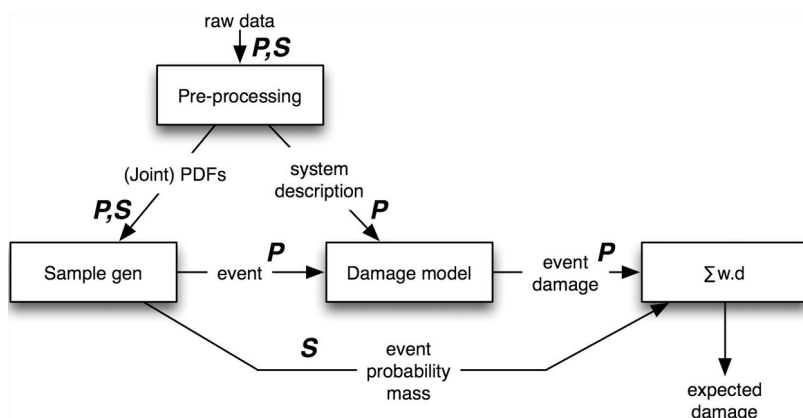 raw data
P,S
Pre-processing
(Joint) PDFs
system
description
P,S
P
Sample gen
event
P
Damage model
event
damage
P
∑w.d
S
event
probability
mass
expected
damage